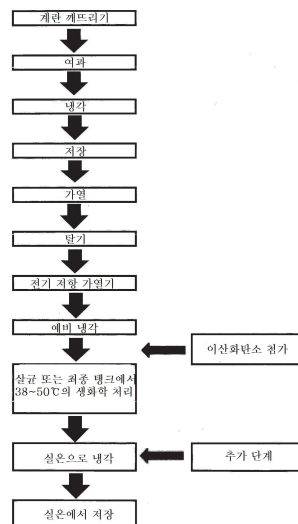 계란 깨뜨리기
여과
냉각
저장
가열
탈기
전기 저항 가열기
예비 냉각
이산화탄소 첨가
살균 또는 최종 탱크에서
38~50℃의 생화학 처리
실온으로 냉각
추가 단계
실온에서 저장